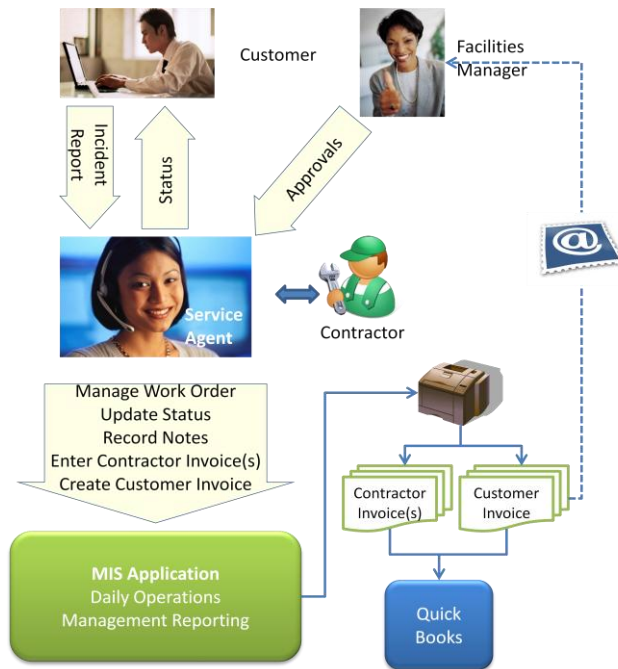 Customer
Facilities
Manager
Incident
Report
Status
Approvals
Service
Agent
Contractor
@
Manage Work Order
Update Status
Record Notes
Enter Contractor Invoice(s)
Create Customer Invoice
Contractor
Invoice(s)
Customer
Invoice
MIS Application
Daily Operations
Management Reporting
Quick
Books